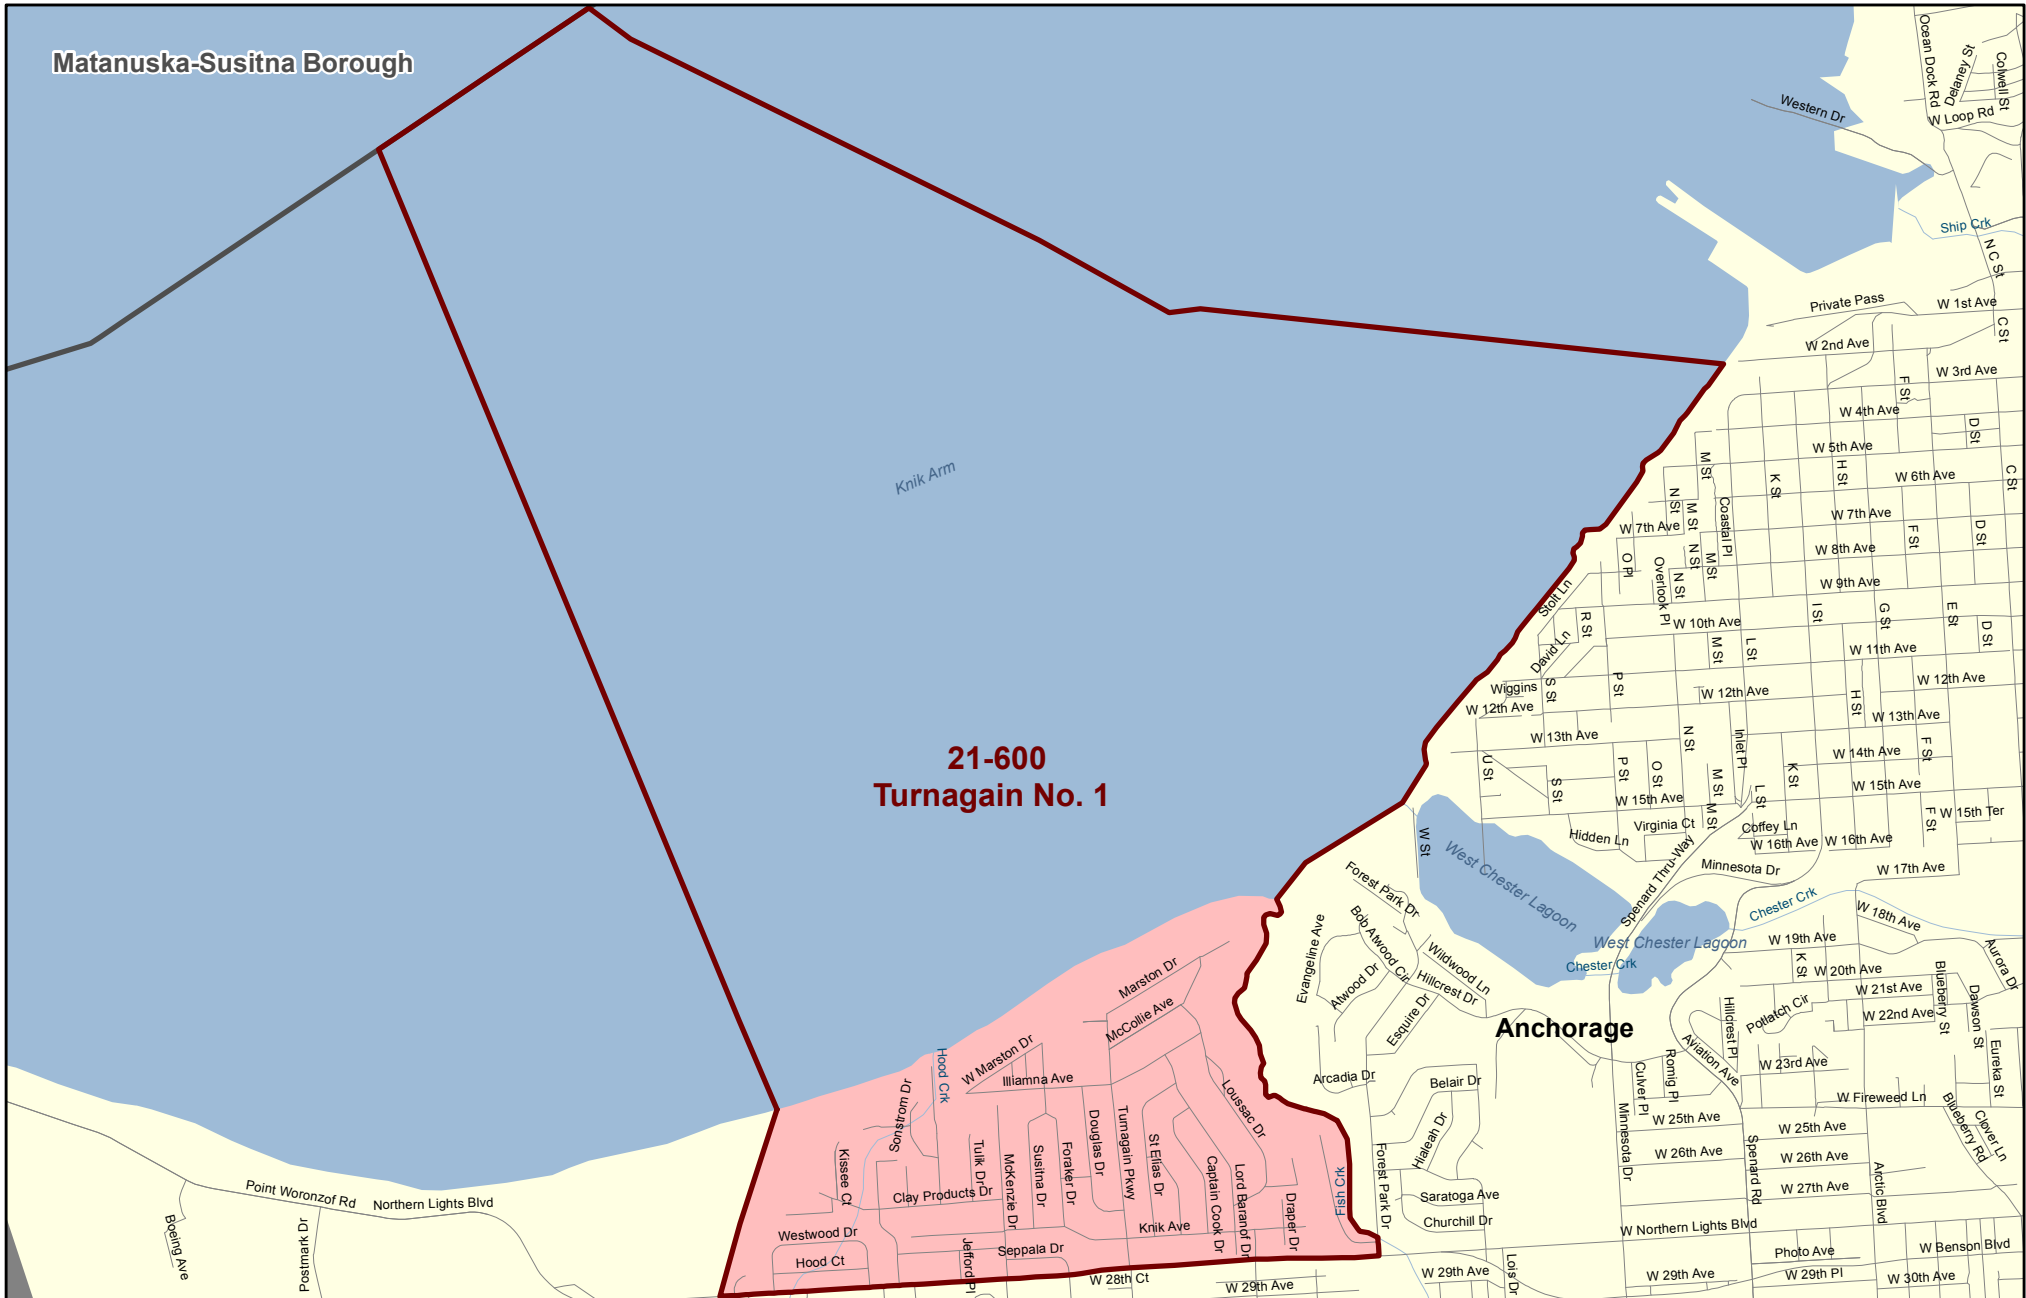 Matanuska-Susitna Borough
Ocean Dock Rd
Delaney St
Colwell St
W Loop Rd
Western Dr
Ship Crk
N C St
Private Pass
W 1st Ave
C St
W 2nd Ave
W 3rd Ave
F St
W 4th Ave
D St
W 5th Ave
M St
K St
H St
W 6th Ave
C St
Knik Arm
N St
M St
Coastal Pl
W 7th Ave
W 7th Ave
F St
D St
O Pl
Overlook Pl
N St
M St
W 8th Ave
N St
W 9th Ave
Stolt Ln
R St
W 10th Ave
I St
G St
E St
D St
David Ln
M St
L St
W 11th Ave
Wiggins
S St
P St
W 12th Ave
W 12th Ave
W 12th Ave
H St
W 13th Ave
W 13th Ave
N St
Inlet Pl
W 14th Ave
F St
21-600
Turnagain No. 1
U St
S St
P St
O St
M St
K St
L St
W 15th Ave
W 15th Ave
M St
F St
W 15th Ter
Virginia Ct
Coffey Ln
Hidden Ln
W 16th Ave
W 16th Ave
W St
West Chester Lagoon
Spenard Thru-Way
Minnesota Dr
W 17th Ave
Forest Park Dr
Chester Crk
W 18th Ave
Evangeline Ave
Bob Atwood Cir
Wildwood Ln
West Chester Lagoon
W 19th Ave
Aurora Dr
Chester Crk
K St
W 20th Ave
Blueberry St
Marston Dr
Atwood Dr
Hillcrest Dr
W 21st Ave
Dawson St
Esquire Dr
Potlatch Cir
W 22nd Ave
McCollie Ave
Anchorage
Hillcrest Pl
Aviation Ave
Eureka St
Hood Crk
W Marston Dr
Illiamna Ave
Arcadia Dr
Belair Dr
Culver Pl
Romig Pl
W 23rd Ave
W Fireweed Ln
Sonstrom Dr
Loussac Dr
Minnesota Dr
W 25th Ave
W 25th Ave
Blueberry Rd
Clover Ln
Douglas Dr
Turnagain Pkwy
St Elias Dr
Hialeah Dr
Kissee Ct
Tulik Dr
McKenzie Dr
Susitna Dr
Foraker Dr
Captain Cook Dr
Lord Baranof Dr
Forest Park Dr
W 26th Ave
Spenard Rd
W 26th Ave
Arctic Blvd
Clay Products Dr
Draper Dr
Fish Crk
Saratoga Ave
W 27th Ave
Point Woronzof Rd
Northern Lights Blvd
Churchill Dr
W Northern Lights Blvd
Westwood Dr
Knik Ave
Boeing Ave
Postmark Dr
Hood Ct
Jefford Pl
Seppala Dr
Photo Ave
W Benson Blvd
W 28th Ct
W 29th Ave
W 29th Ave
Lois Dr
W 29th Ave
W 29th Pl
W 30th Ave